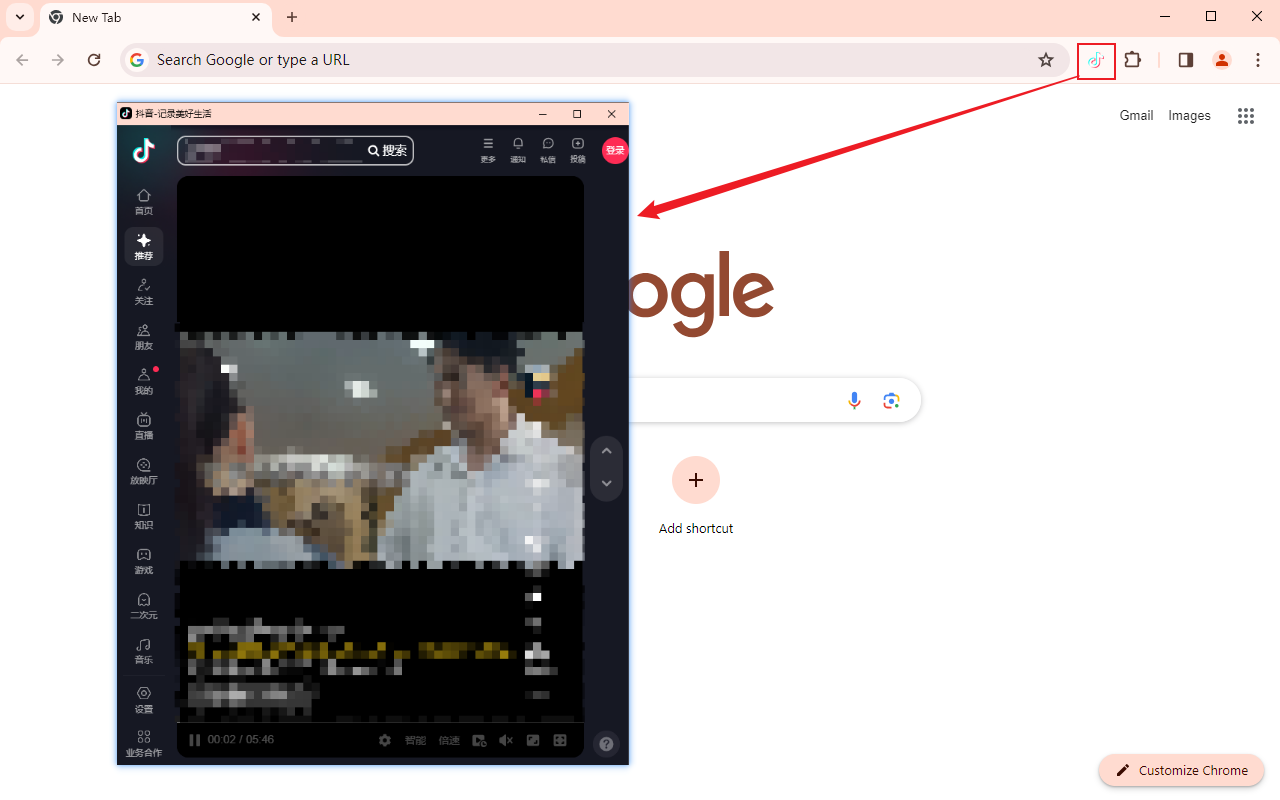 New Tab
Search Google or type a URL
Gmail
Images
抖音-记录美好生活
搜索
更多
通知
私信
投稿
登录
首页
推荐
关注
朋友
我的
直播
放映厅
知识
游戏
二次元
音乐
设置
业务合作
ogle
Add shortcut
00:02 / 05:46
智能
倍速
Customize Chrome